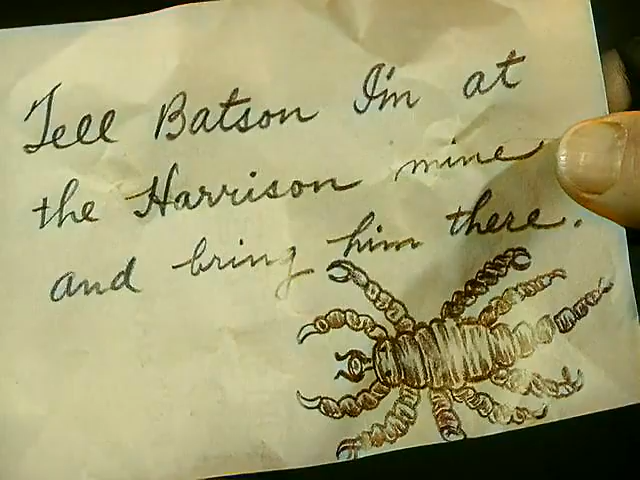 Tell Batson I'm at
the Harrison mine
and bring him there.